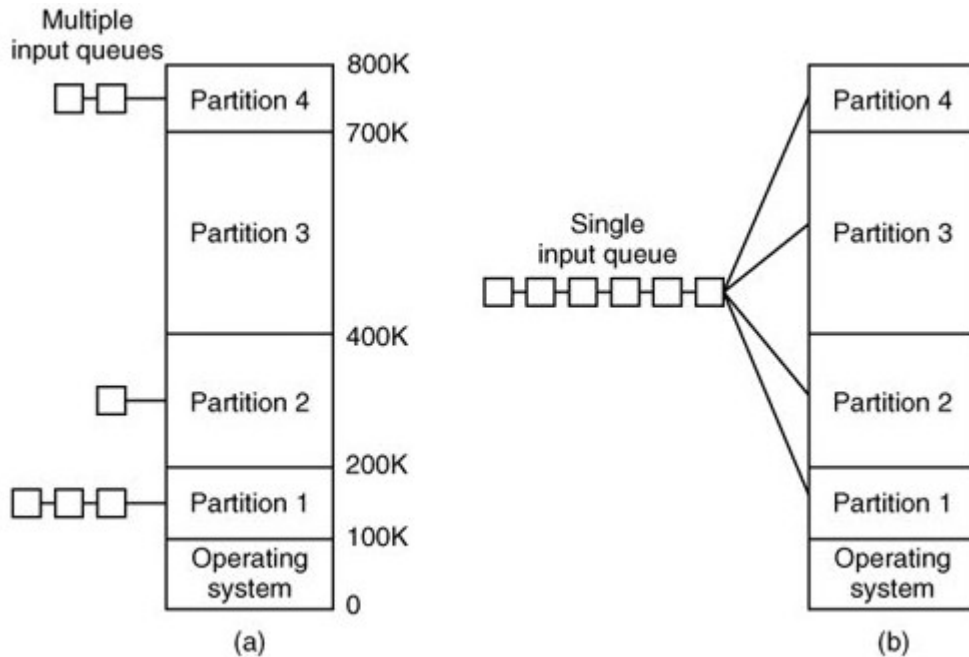 Multiple
input queues
800K
Partition 4
700K
Partition 3
400K
Partition 2
200K
Partition 1
100K
Operating
system
0
(a)
Single
input queue
Partition 4
Partition 3
Partition 2
Partition 1
Operating
system
(b)